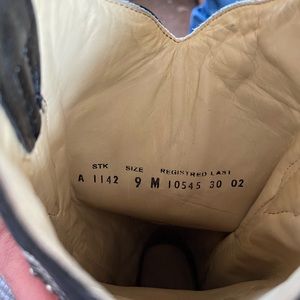 STK SIZE REGISTRED LAST
A 1142 9 M 10545 30 02